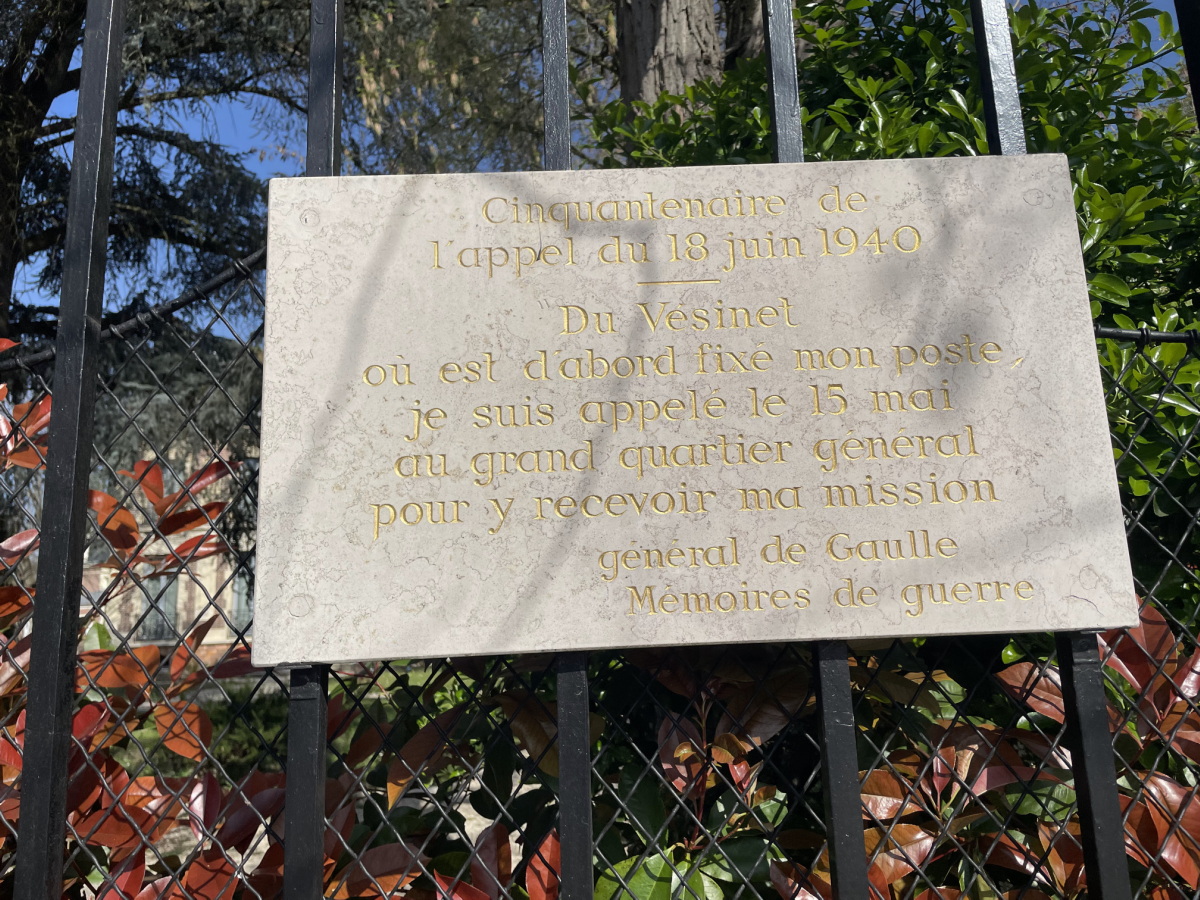 Cinquantenaire de
l'appel du 18 juin 1940
Du Vésinet
où est d'abord fixé mon poste,
je suis appelé le 15 mai
au grand quartier général
pour y recevoir ma mission
général de Gaulle
Mémoires de guerre